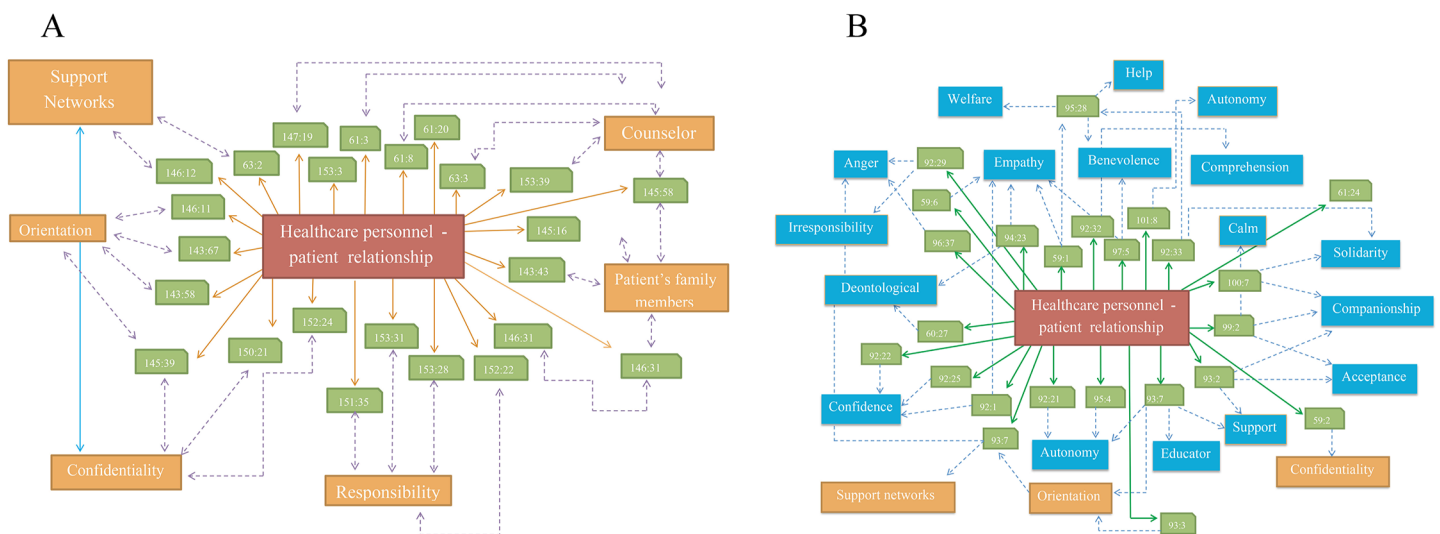 A
Support
Networks
147:19
61:3
61:20
63:2
153:3
61:8
63:3
Counselor
146:12
153:39
145:58
146:11
Orientation
Healthcare personnel -
patient relationship
145:16
143:67
143:43
143:58
Patient's family
members
152:24
145:39
150:21
153:31
146:31
153:28
152:22
146:31
151:35
Confidentiality
Responsibility
B
Help
Welfare
95:28
Autonomy
Anger
92:29
Empathy
Benevolence
Comprehension
59:6
61:24
Irresponsibility
96:37
94:23
59:1
92:32
97:5
101:8
92:33
Calm
Solidarity
Deontological
100:7
Healthcare personnel -
patient relationship
Companionship
60:27
99:2
92:22
92:25
93:2
Acceptance
Confidence
92:1
92:21
95:4
93:7
59:2
93:7
Support
Autonomy
Educator
Confidentiality
Support networks
Orientation
93:3